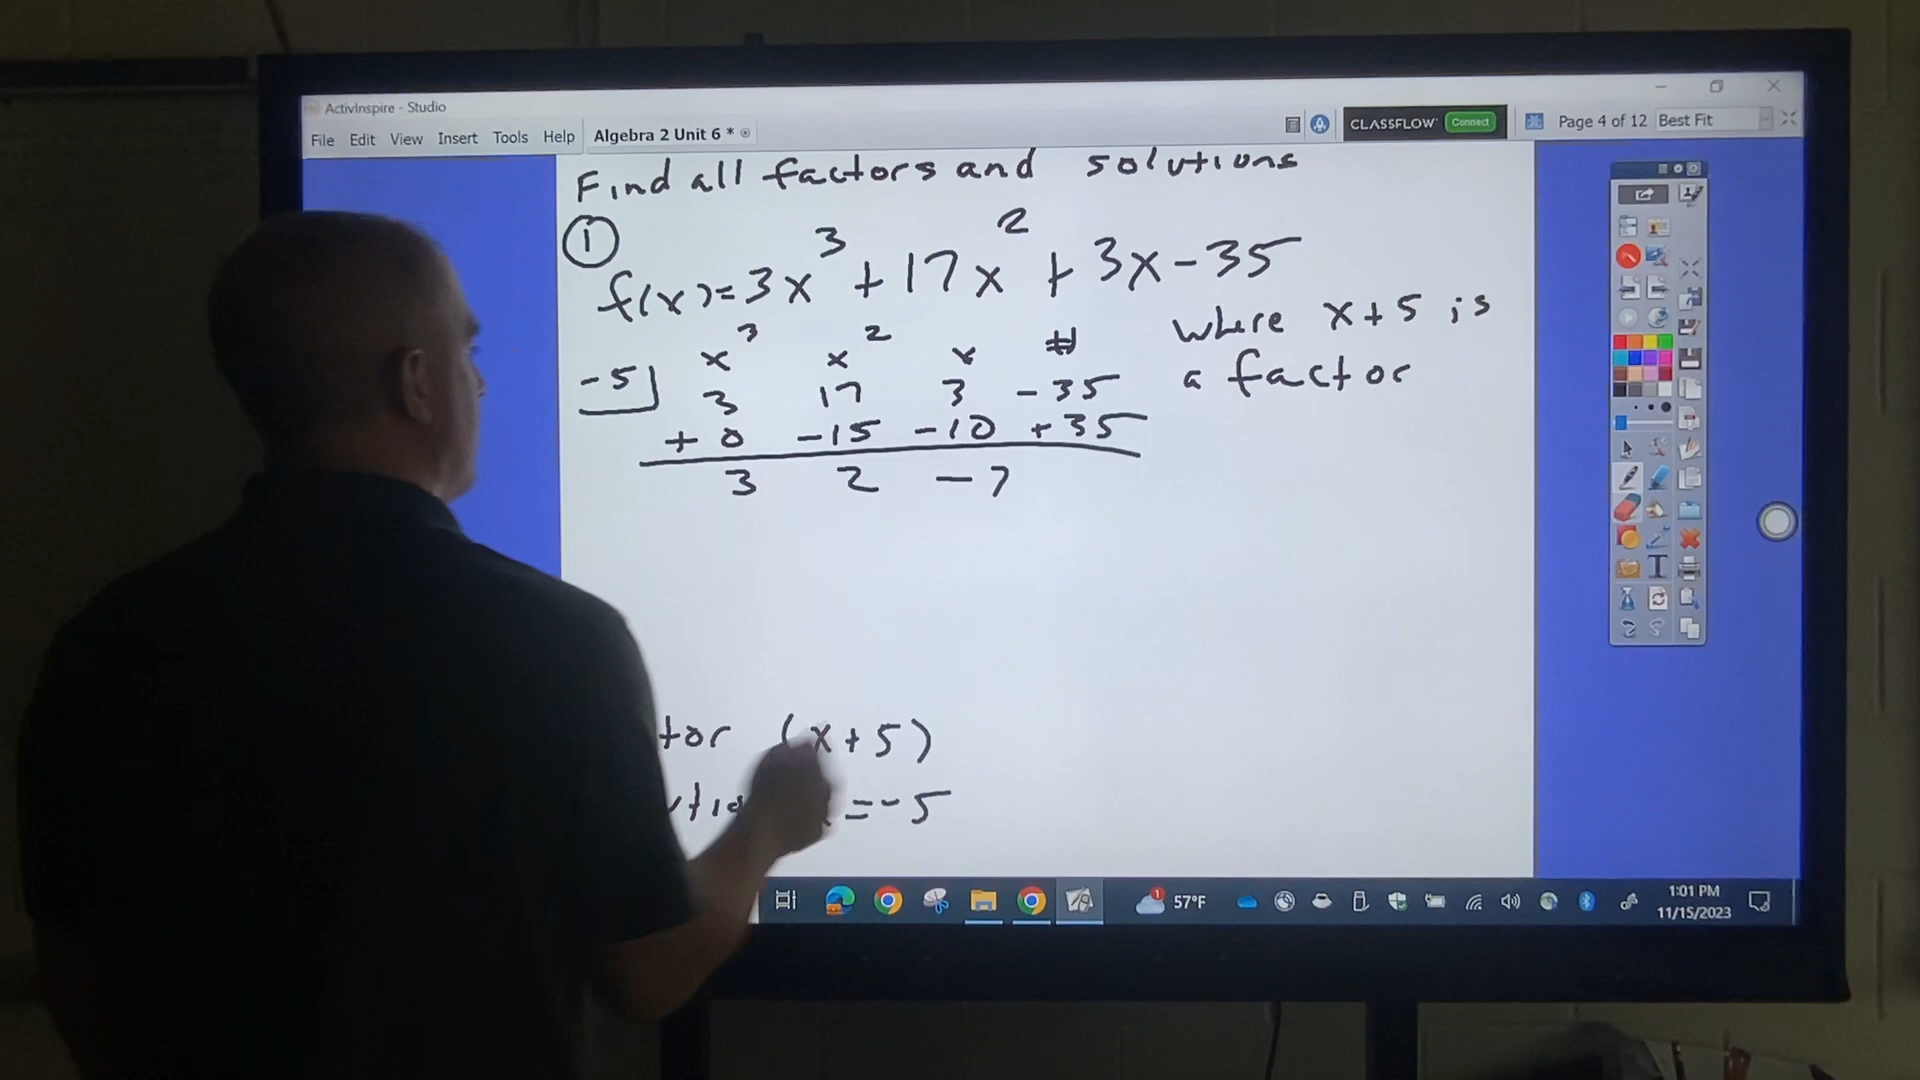 ActivInspire - Studio
File Edit View Insert Tools Help Algebra 2 Unit 6 *
CLASSFLOW Connect Page 4 of 12 Best Fit
Find all factors and solutions
1
f(x)=3x³+17x²+3x-35
where x+5 is
a factor
x³ x² x #
-5 3 17 3 -35
+ 0 -15 -10 +35
3 2 -7
tor (x+5)
=-5
1 57°F
1:01 PM
11/15/2023